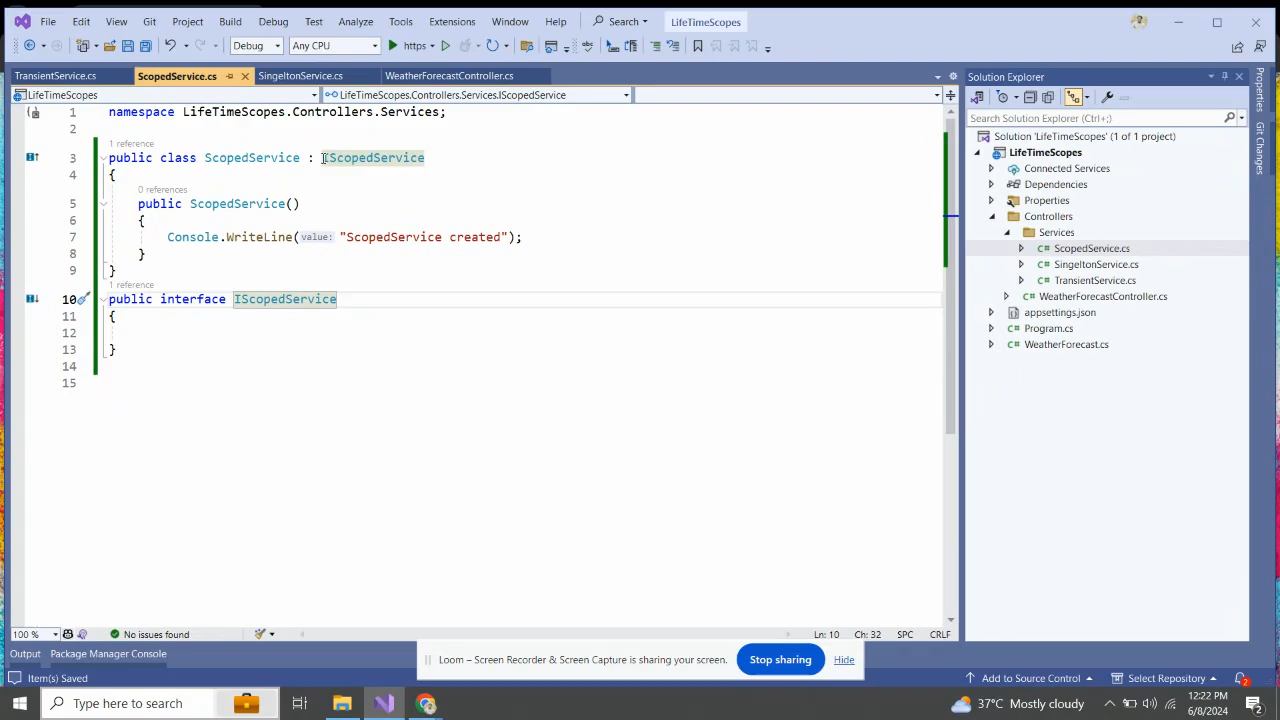 File Edit View Git Project Build Debug Test Analyze Tools Extensions Window Help Search LifeTimeScopes
Debug Any CPU https
TransientService.cs ScopedService.cs SingeltonService.cs WeatherForecastController.cs
LifeTimeScopes LifeTimeScopes.Controllers.Services.IScopedService
1 namespace LifeTimeScopes.Controllers.Services;
2
1 reference
3 public class ScopedService : IScopedService
4 {
0 references
5 public ScopedService()
6 {
7 Console.WriteLine(value: "ScopedService created");
8 }
9 }
1 reference
10 public interface IScopedService
11 {
12
13 }
14
15
100 % No issues found Ln: 10 Ch: 32 SPC CRLF
Output Package Manager Console
Item(s) Saved
Solution Explorer
Search Solution Explorer (Ctrl+;)
Solution 'LifeTimeScopes' (1 of 1 project)
LifeTimeScopes
Connected Services
Dependencies
Properties
Controllers
Services
C# ScopedService.cs
C# SingeltonService.cs
C# TransientService.cs
C# WeatherForecastController.cs
appsettings.json
C# Program.cs
C# WeatherForecast.cs
Properties
Git Changes
Loom – Screen Recorder & Screen Capture is sharing your screen. Stop sharing Hide
Add to Source Control Select Repository 2
Type here to search
37°C Mostly cloudy
12:22 PM
6/8/2024
2